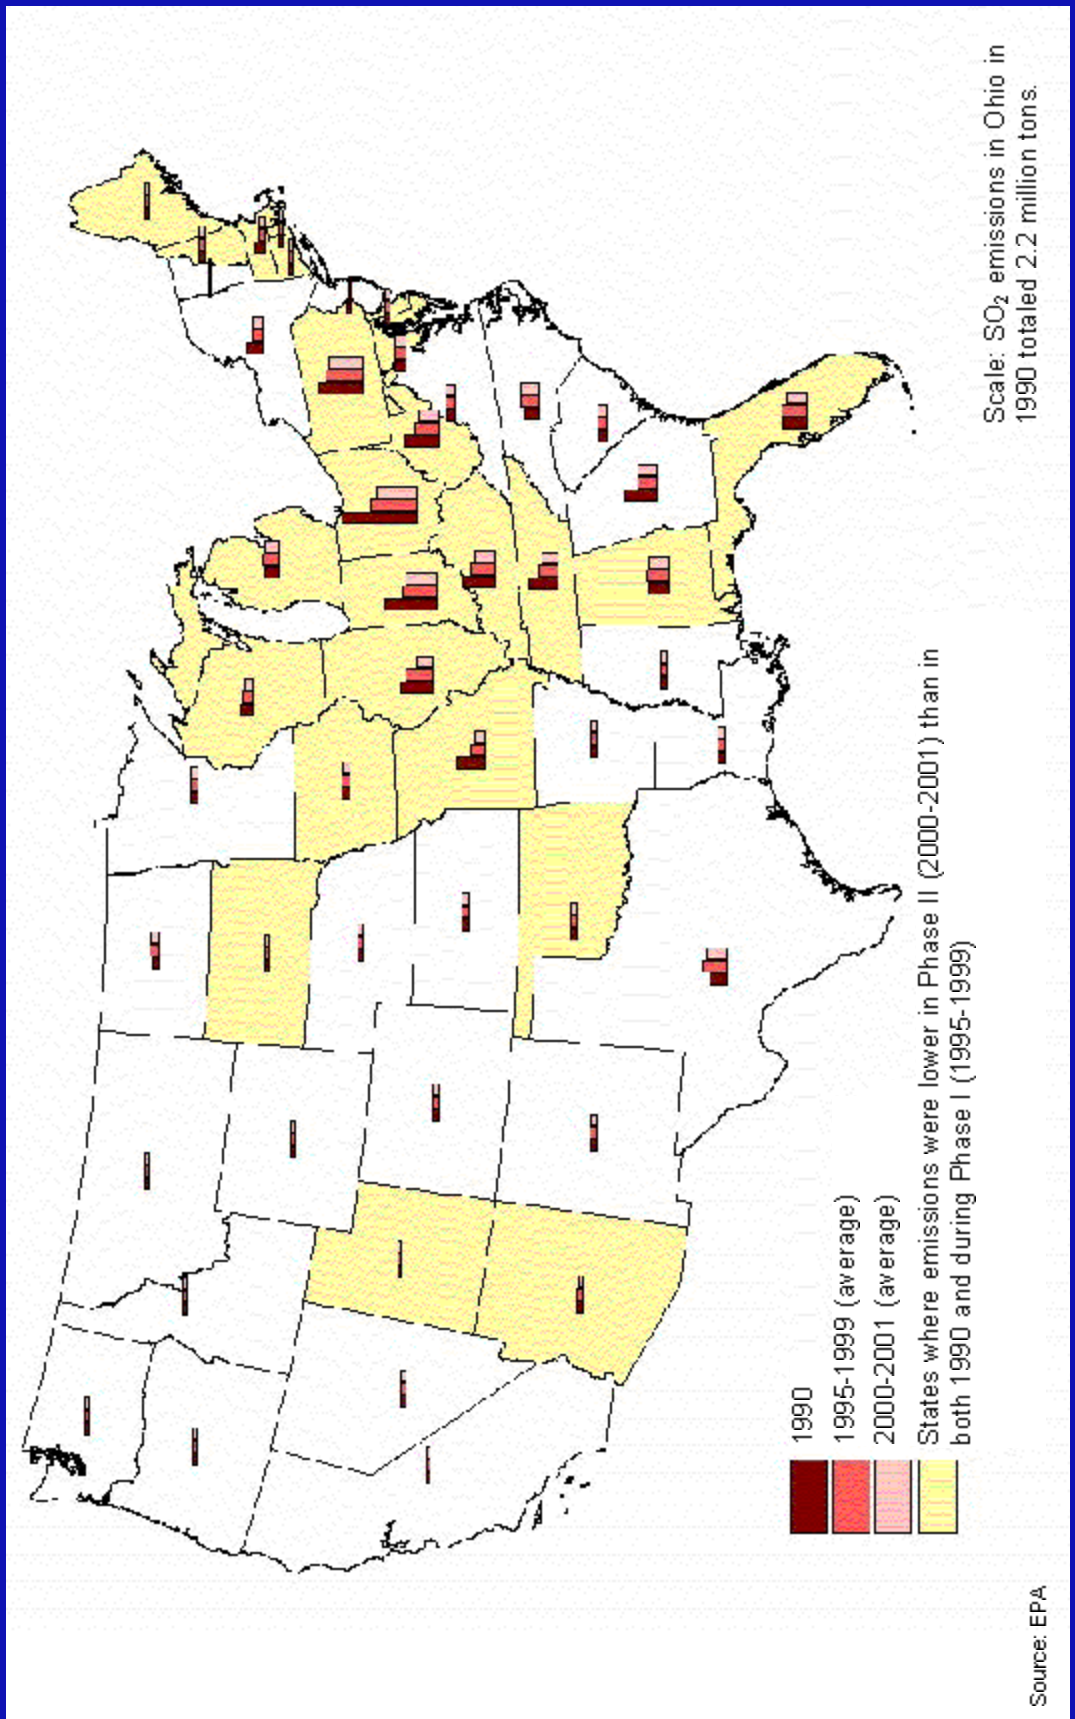 Scale: SO₂ emissions in Ohio in
1990 totaled 2.2 million tons.
1990
1995-1999 (average)
2000-2001 (average)
States where emissions were lower in Phase II (2000-2001) than in
both 1990 and during Phase I (1995-1999)
Source: EPA